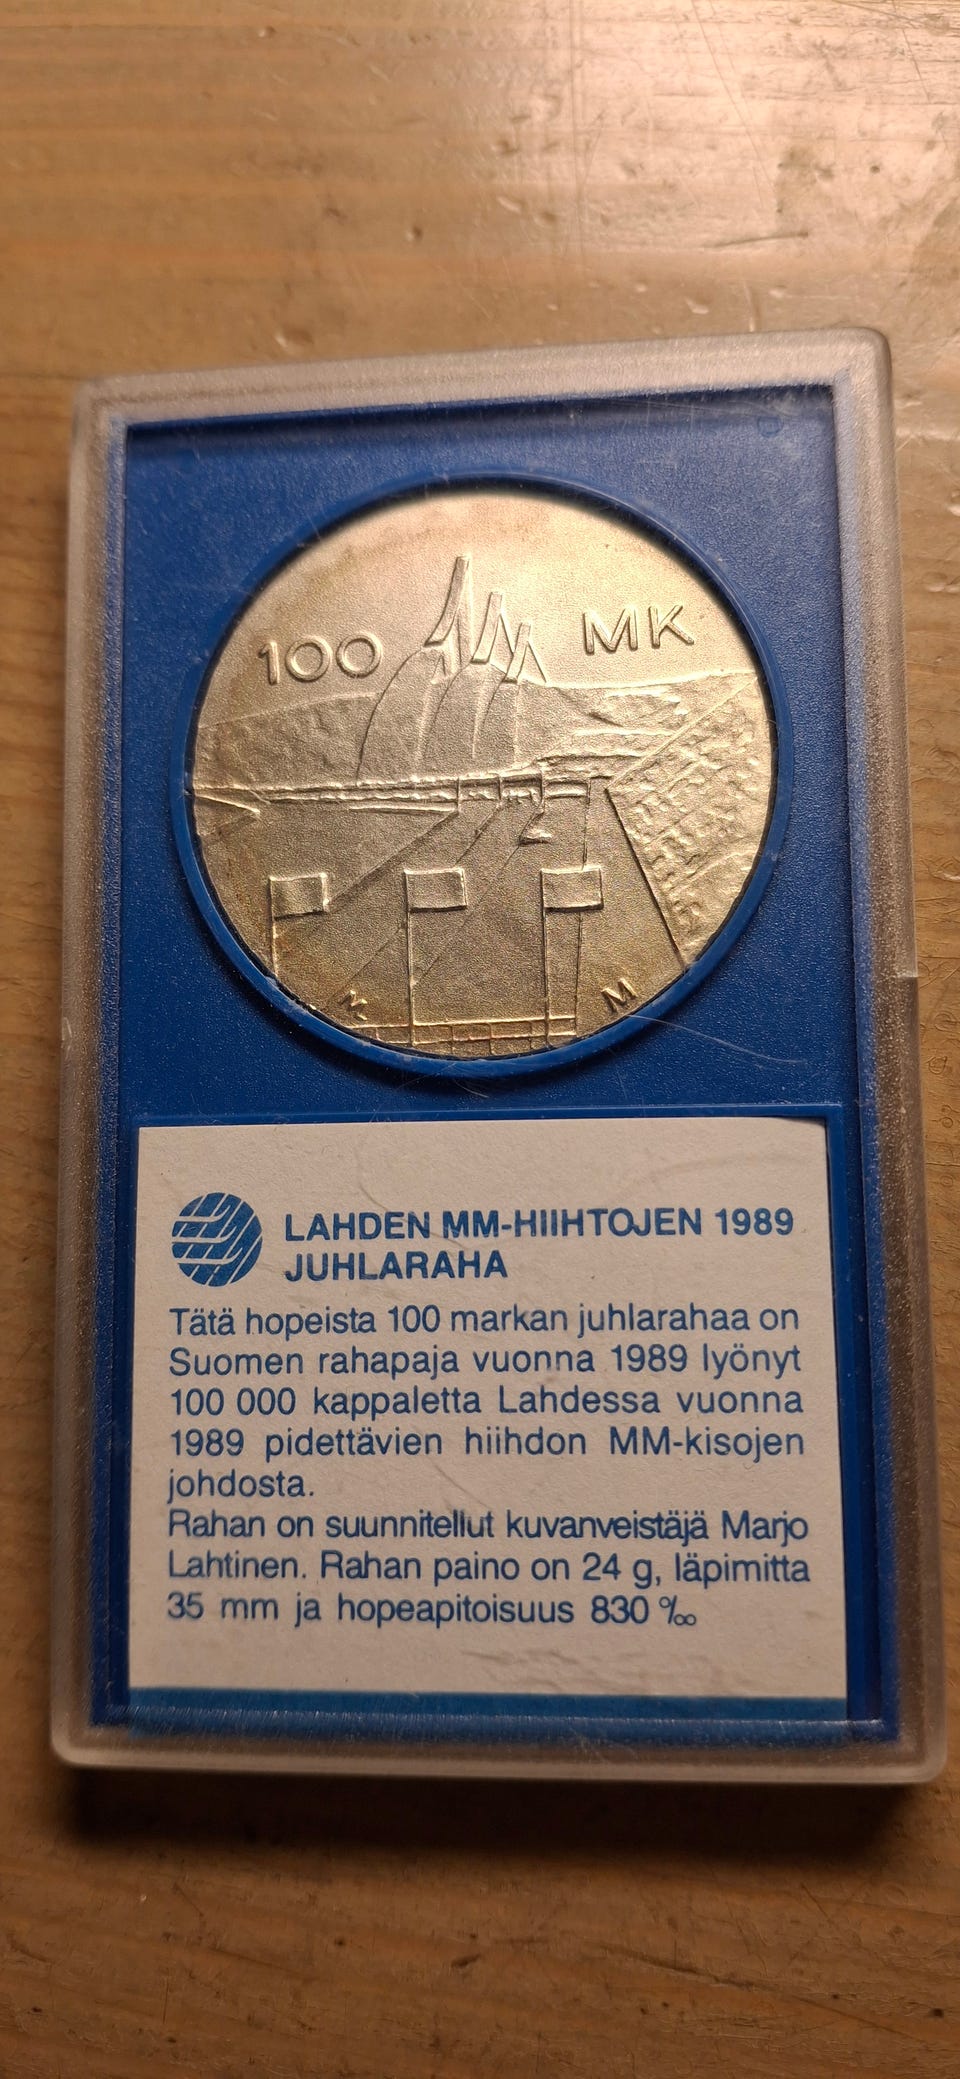 100 MK
N M
LAHDEN MM-HIIHTOJEN 1989
JUHLARAHA
Tätä hopeista 100 markan juhlarahaa on
Suomen rahapaja vuonna 1989 lyönyt
100 000 kappaletta Lahdessa vuonna
1989 pidettävien hiihdon MM-kisojen
johdosta.
Rahan on suunnitellut kuvanveistäjä Marjo
Lahtinen. Rahan paino on 24 g, läpimitta
35 mm ja hopeapitoisuus 830 ‰